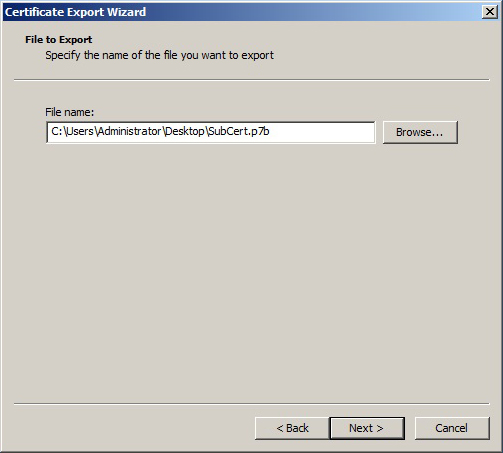 Certificate Export Wizard
File to Export
Specify the name of the file you want to export
File name:
C:\Users\Administrator\Desktop\SubCert.p7b
Browse...
< Back
Next >
Cancel